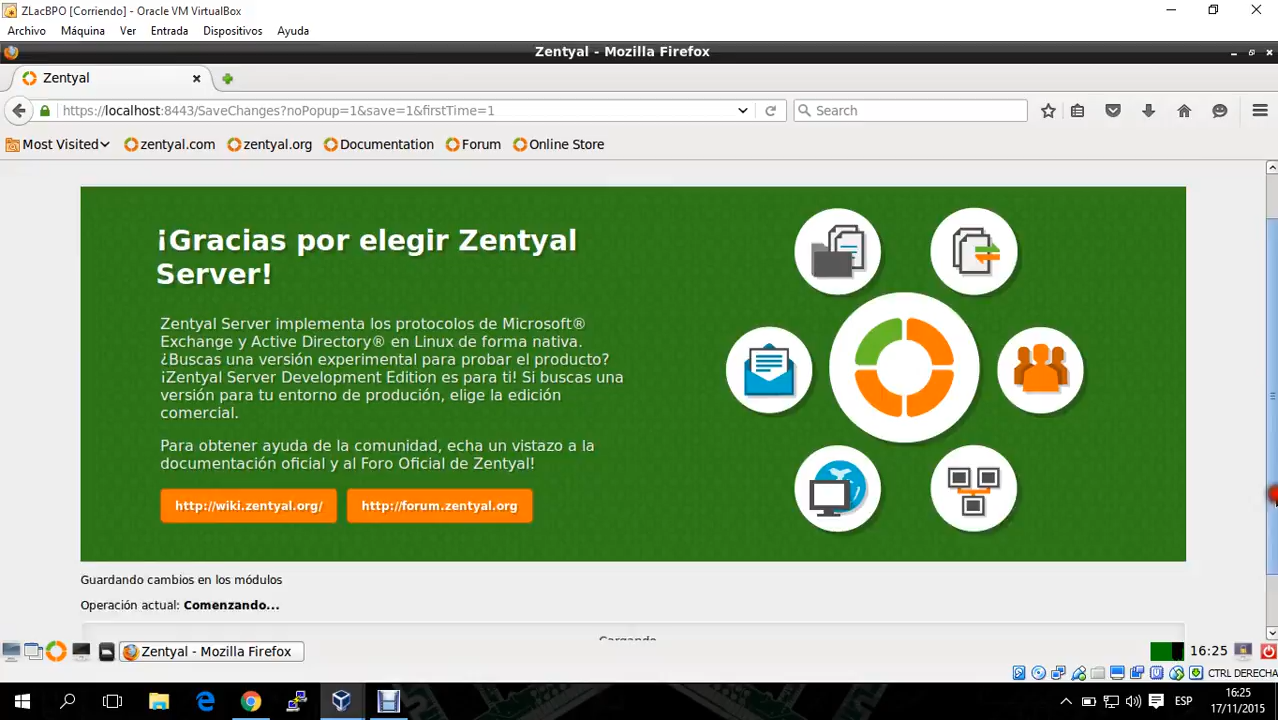 ZLacBPO [Corriendo] - Oracle VM VirtualBox
Archivo Máquina Ver Entrada Dispositivos Ayuda
Zentyal - Mozilla Firefox
Zentyal
https://localhost:8443/SaveChanges?noPopup=1&save=1&firstTime=1
Search
Most Visited
zentyal.com
zentyal.org
Documentation
Forum
Online Store
¡Gracias por elegir Zentyal
Server!
Zentyal Server implementa los protocolos de Microsoft®
Exchange y Active Directory® en Linux de forma nativa.
¿Buscas una versión experimental para probar el producto?
¡Zentyal Server Development Edition es para ti! Si buscas una
versión para tu entorno de produción, elige la edición
comercial.
Para obtener ayuda de la comunidad, echa un vistazo a la
documentación oficial y al Foro Oficial de Zentyal!
http://wiki.zentyal.org/
http://forum.zentyal.org
Guardando cambios en los módulos
Operación actual: Comenzando...
Cargando
Zentyal - Mozilla Firefox
16:25
CTRL DERECHA
ESP
16:25
17/11/2015